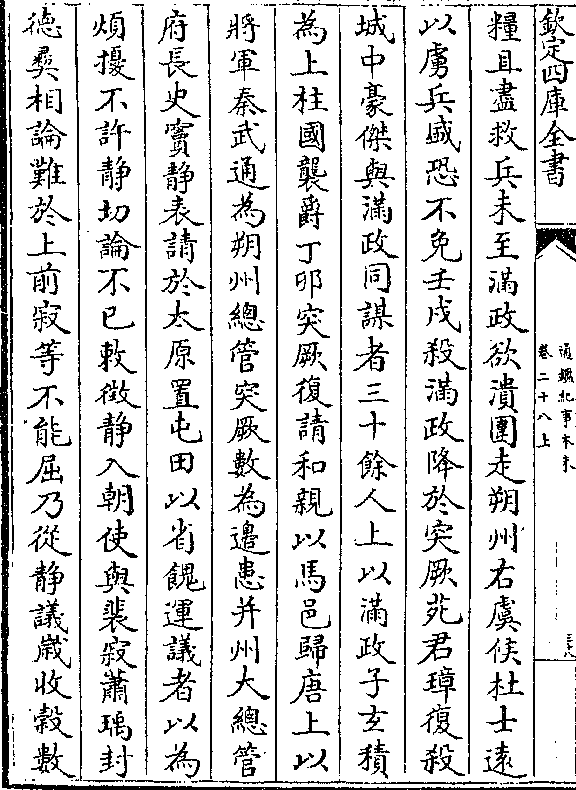 欽定四庫全書
通鑑紀事本末
卷二十八上
糧且盡救兵未至滿政欲潰圍走朔州右虞侯杜士遠
以虜兵盛恐不免壬戌殺滿政降於突厥苑君璋復殺
城中豪傑與滿政同謀者三十餘人上以滿政子玄積
為上柱國襲爵丁卯突厥復請和親以馬邑歸唐上以
將軍秦武通為朔州總管突厥數為邊患并州大總管
府長史竇静表請於太原置屯田以省餽運議者以為
煩擾不許静切論不已敕徵静入朝使與裴寂蕭瑀封
德彞相論難於上前寂等不能屈乃從静議歲收穀數